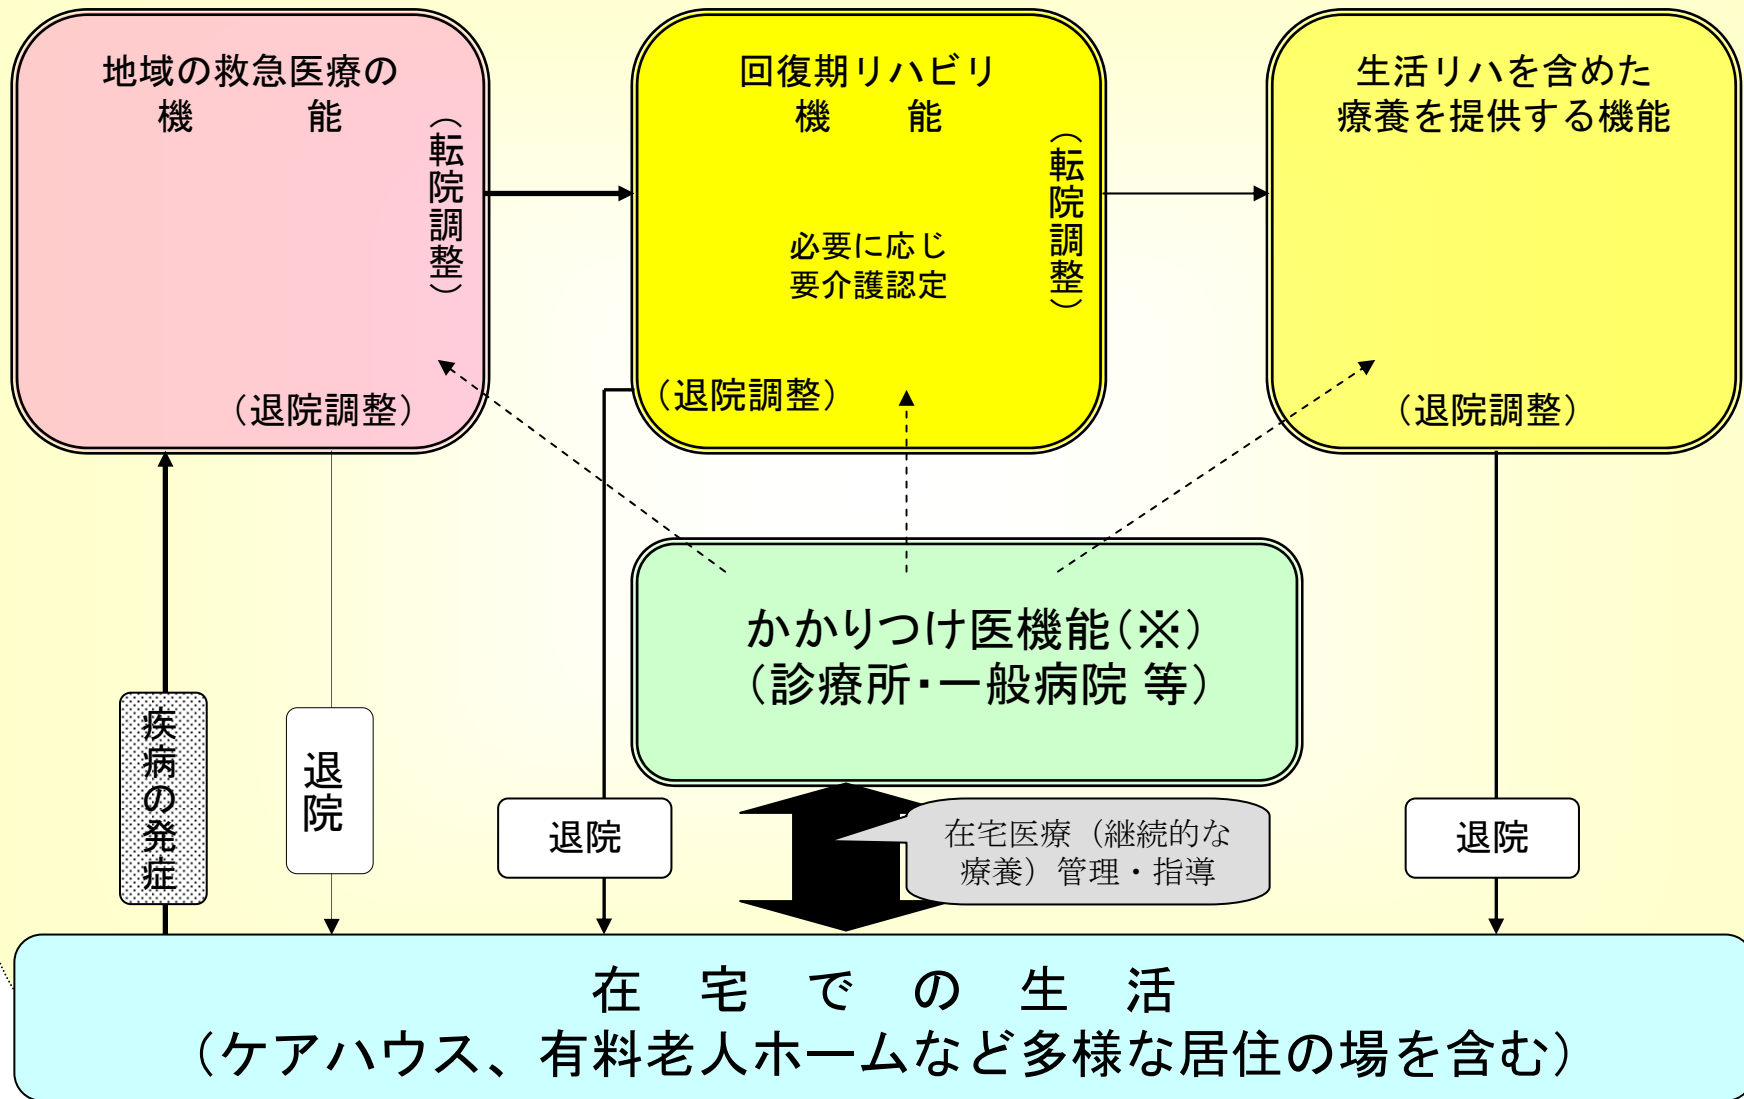 地域の救急医療の
機　能
（転院調整）
（退院調整）
回復期リハビリ
機　能
（転院調整）
必要に応じ
要介護認定
（退院調整）
生活リハを含めた
療養を提供する機能
（退院調整）
かかりつけ医機能（※）
（診療所・一般病院 等）
疾病の発症
退院
退院
在宅医療（継続的な
療養）管理・指導
退院
在　宅　で　の　生　活
（ケアハウス、有料老人ホームなど多様な居住の場を含む）